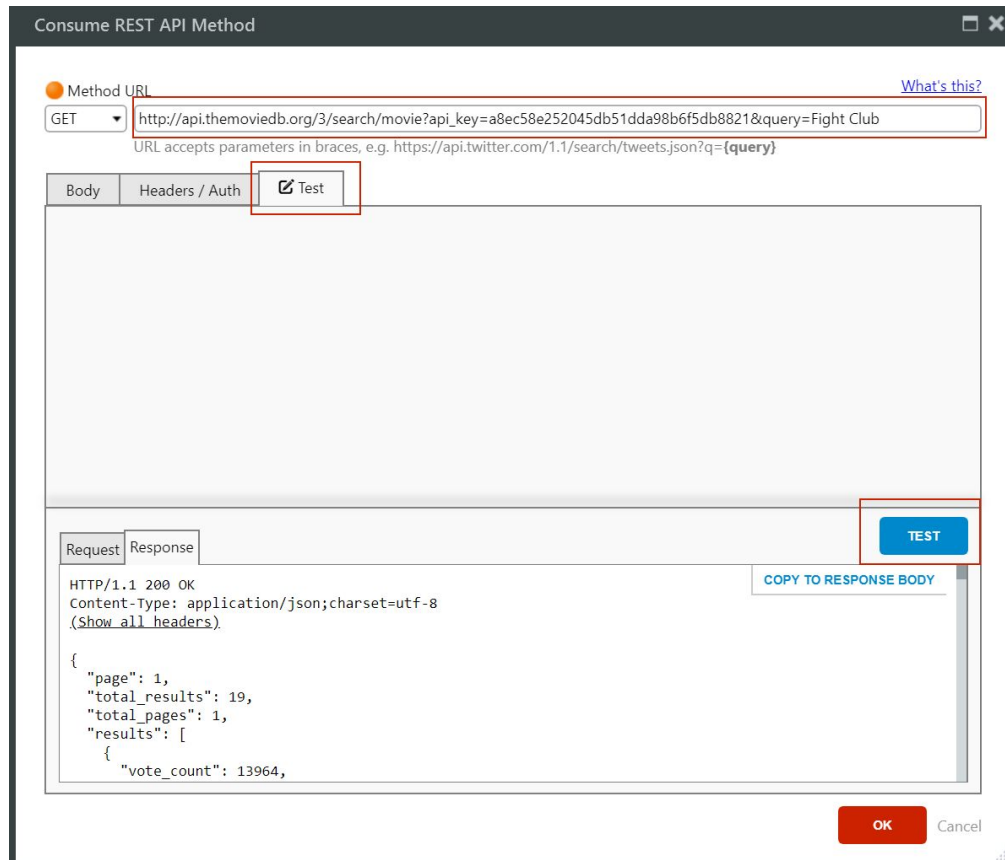 Consume REST API Method
Method URL
What's this?
GET
http://api.themoviedb.org/3/search/movie?api_key=a8ec58e252045db51dda98b6f5db8821&query=Fight Club
URL accepts parameters in braces, e.g. https://api.twitter.com/1.1/search/tweets.json?q={query}
Body
Headers / Auth
Test
TEST
Request
Response
COPY TO RESPONSE BODY
HTTP/1.1 200 OK
Content-Type: application/json;charset=utf-8
(Show all headers)
{
"page": 1,
"total_results": 19,
"total_pages": 1,
"results": [
{
"vote_count": 13964,
OK
Cancel